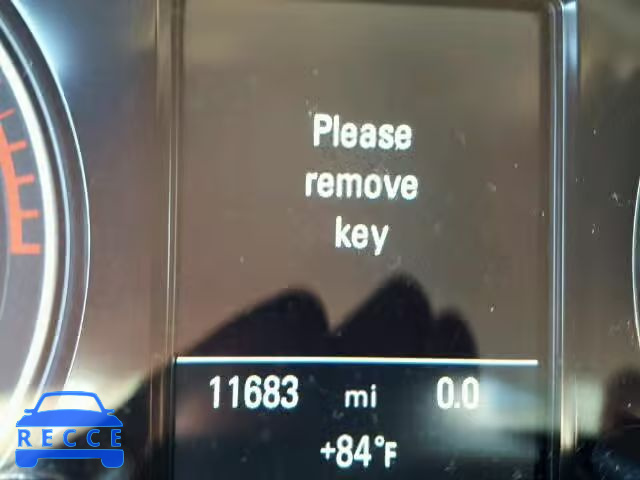 Please
remove
key
11683 mi 0.0
+84°F
RECCE